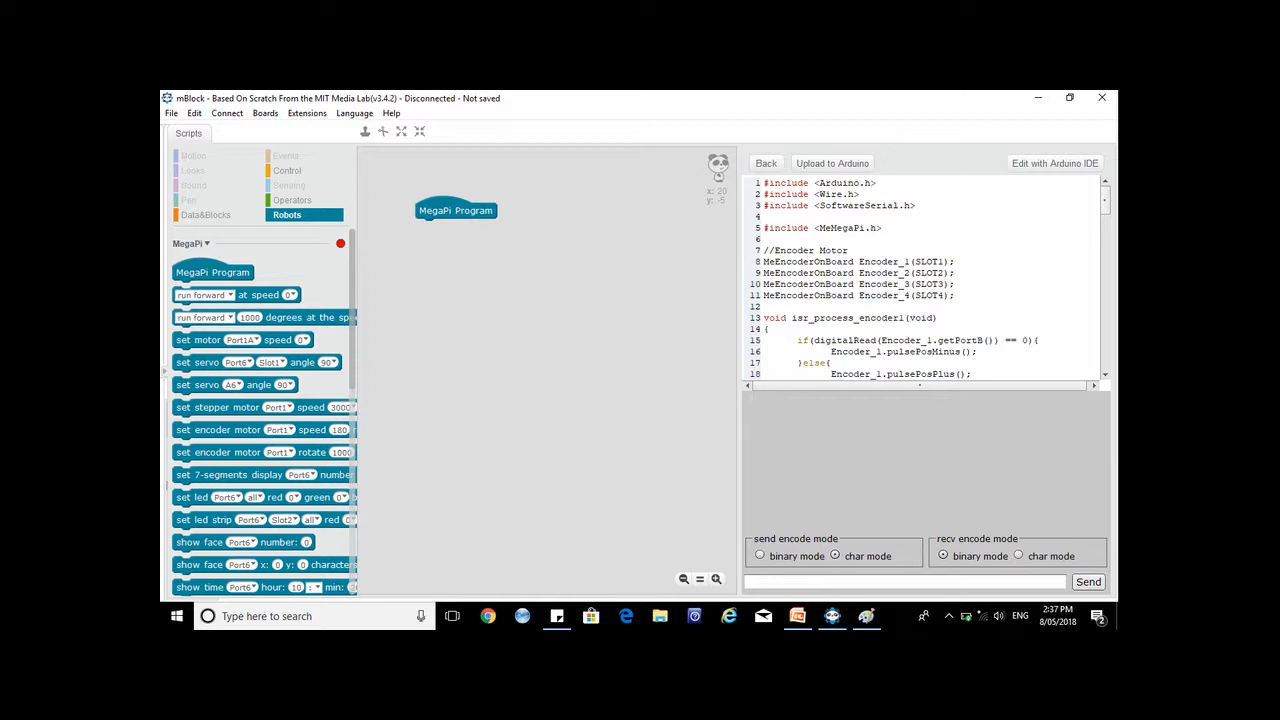 mBlock - Based On Scratch From the MIT Media Lab(v3.4.2) - Disconnected - Not saved
File Edit Connect Boards Extensions Language Help
Scripts
Motion Events
Looks Control
Sound Sensing
Pen Operators
Data&Blocks Robots
MegaPi
MegaPi Program
run forward at speed 0
run forward 1000 degrees at the
set motor Port1A speed 0
set servo Port6 Slot1 angle 90
set servo A6 angle 90
set stepper motor Port1 speed 3000
set encoder motor Port1 speed 180
set encoder motor Port1 rotate 1000
set 7-segments display Port6 number
set led Port6 all red 0 green 0
set led strip Port6 Slot2 all red 0
show face Port6 number: 0
show face Port6 x: 0 y: 0 characters
show time Port6 hour: 10 : min:
MegaPi Program
x: 20
y: -5
Back Upload to Arduino Edit with Arduino IDE
1 #include <Arduino.h>
2 #include <Wire.h>
3 #include <SoftwareSerial.h>
4
5 #include <MeMegaPi.h>
6
7 //Encoder Motor
8 MeEncoderOnBoard Encoder_1(SLOT1);
9 MeEncoderOnBoard Encoder_2(SLOT2);
10 MeEncoderOnBoard Encoder_3(SLOT3);
11 MeEncoderOnBoard Encoder_4(SLOT4);
12
13 void isr_process_encoder1(void)
14 {
15 if(digitalRead(Encoder_1.getPortB()) == 0){
16 Encoder_1.pulsePosMinus();
17 }else{
18 Encoder_1.pulsePosPlus();
send encode mode
binary mode char mode
recv encode mode
binary mode char mode
Send
Type here to search
ENG
2:37 PM
8/05/2018
2